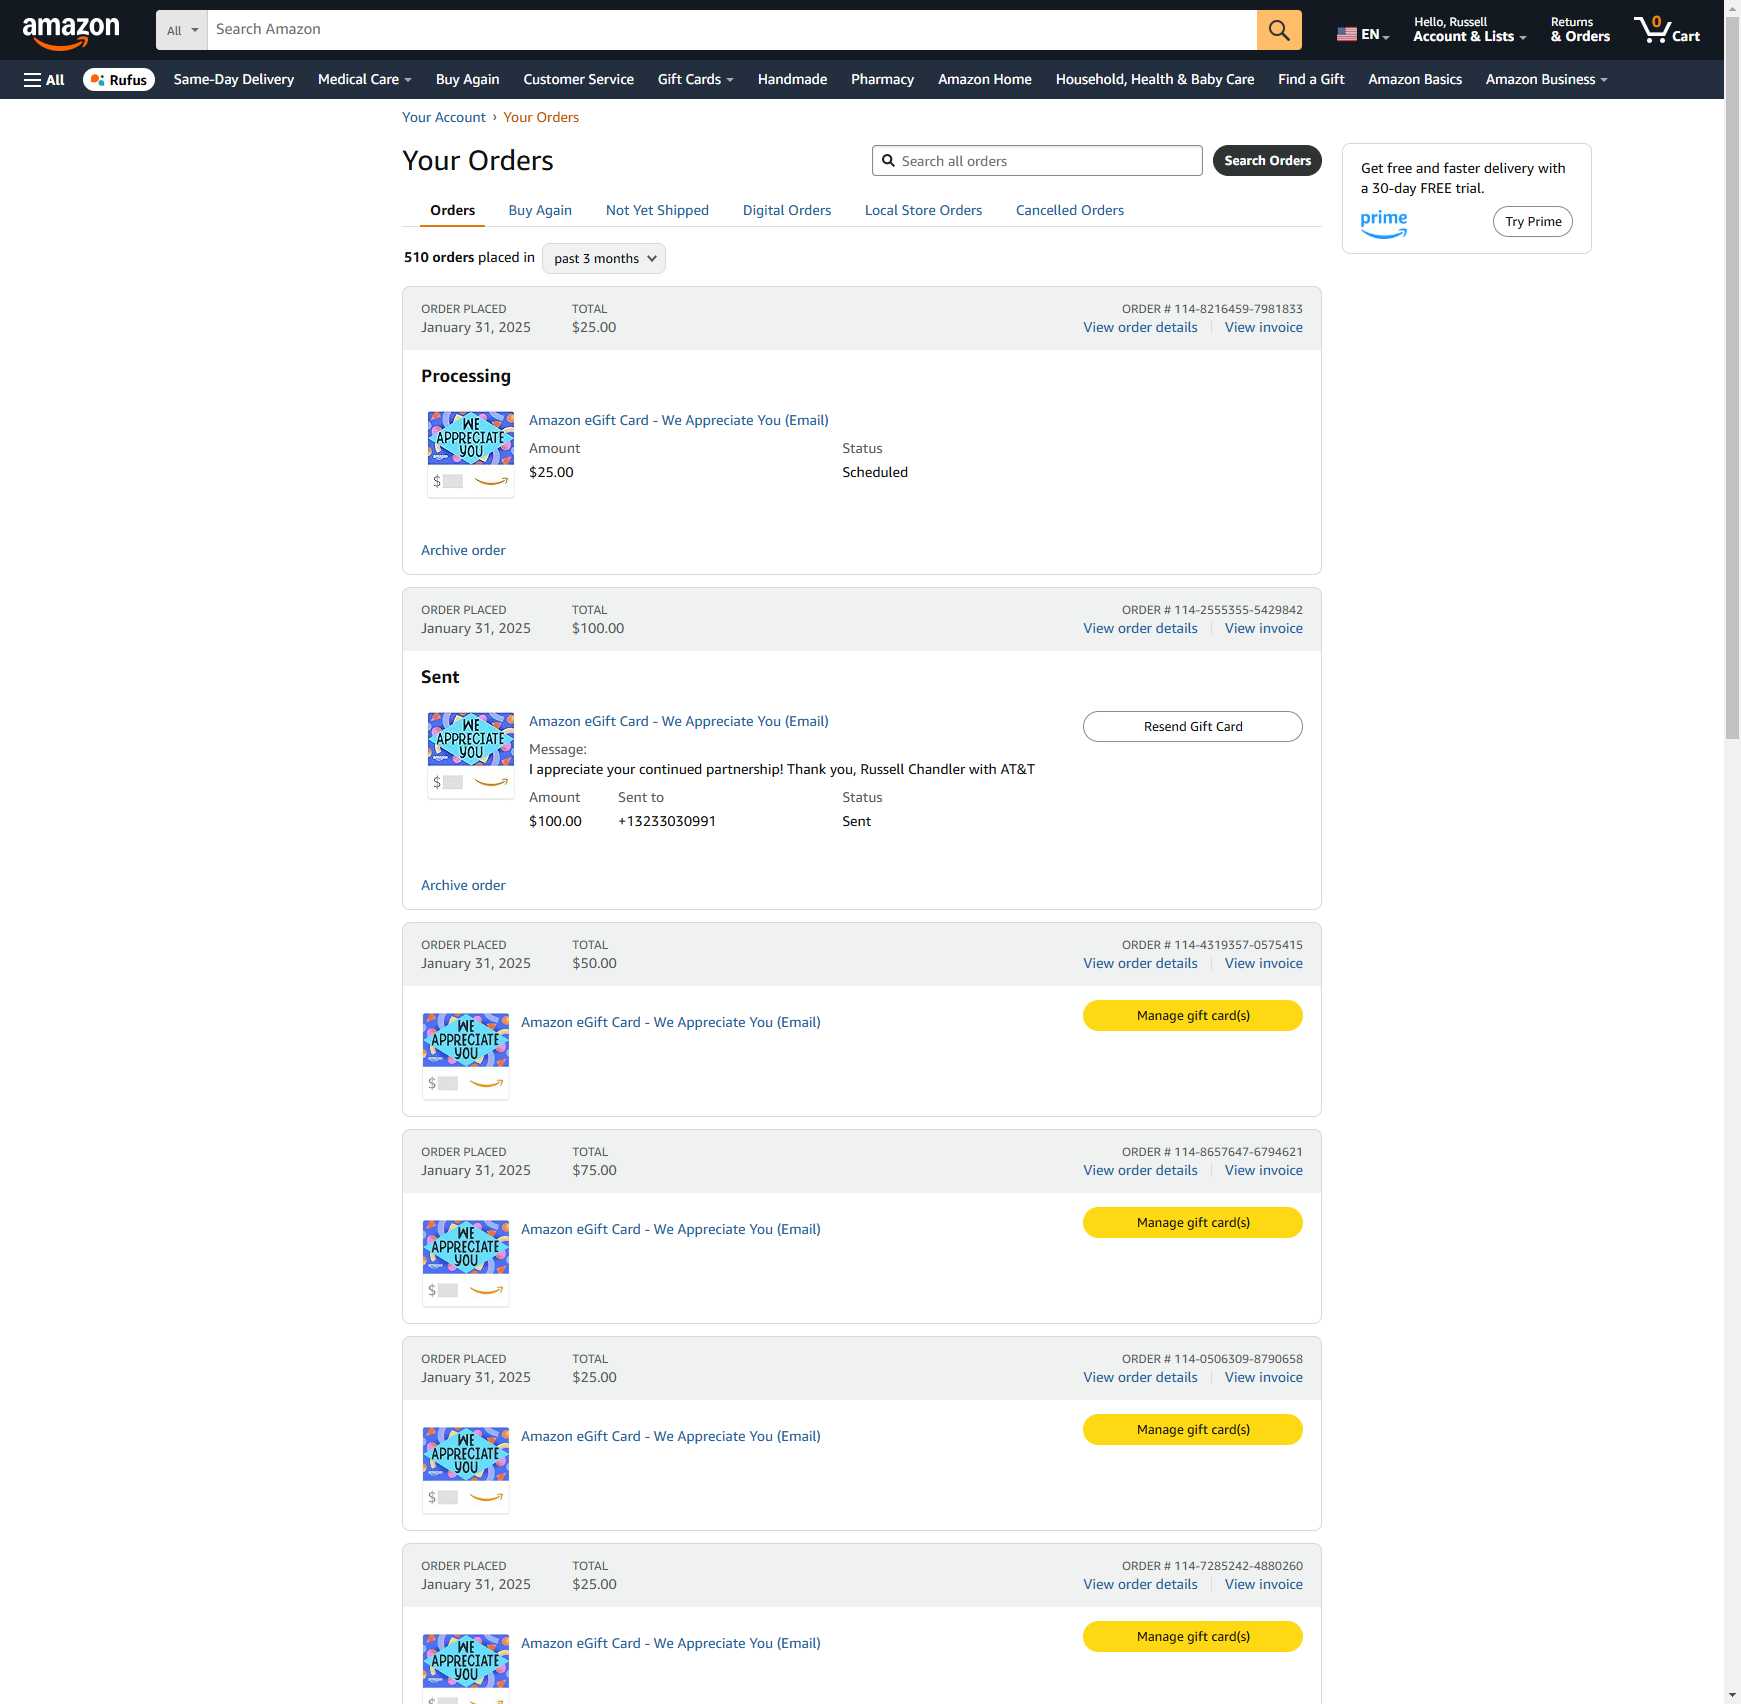 amazon
All
Search Amazon
EN
Hello, Russell
Account & Lists
Returns
& Orders
0
Cart
All
Rufus
Same-Day Delivery
Medical Care
Buy Again
Customer Service
Gift Cards
Handmade
Pharmacy
Amazon Home
Household, Health & Baby Care
Find a Gift
Amazon Basics
Amazon Business
Your Account › Your Orders
Your Orders
Search all orders
Search Orders
Get free and faster delivery with
a 30-day FREE trial.
prime
Try Prime
Orders
Buy Again
Not Yet Shipped
Digital Orders
Local Store Orders
Cancelled Orders
510 orders placed in
past 3 months
ORDER PLACED
January 31, 2025
TOTAL
$25.00
ORDER # 114-8216459-7981833
View order details
View invoice
Processing
WE
APPRECIATE
YOU
$
Amazon eGift Card - We Appreciate You (Email)
Amount
$25.00
Status
Scheduled
Archive order
ORDER PLACED
January 31, 2025
TOTAL
$100.00
ORDER # 114-2555355-5429842
View order details
View invoice
Sent
WE
APPRECIATE
YOU
$
Amazon eGift Card - We Appreciate You (Email)
Message:
I appreciate your continued partnership! Thank you, Russell Chandler with AT&T
Amount
$100.00
Sent to
+13233030991
Status
Sent
Resend Gift Card
Archive order
ORDER PLACED
January 31, 2025
TOTAL
$50.00
ORDER # 114-4319357-0575415
View order details
View invoice
WE
APPRECIATE
YOU
$
Amazon eGift Card - We Appreciate You (Email)
Manage gift card(s)
ORDER PLACED
January 31, 2025
TOTAL
$75.00
ORDER # 114-8657647-6794621
View order details
View invoice
WE
APPRECIATE
YOU
$
Amazon eGift Card - We Appreciate You (Email)
Manage gift card(s)
ORDER PLACED
January 31, 2025
TOTAL
$25.00
ORDER # 114-0506309-8790658
View order details
View invoice
WE
APPRECIATE
YOU
$
Amazon eGift Card - We Appreciate You (Email)
Manage gift card(s)
ORDER PLACED
January 31, 2025
TOTAL
$25.00
ORDER # 114-7285242-4880260
View order details
View invoice
WE
APPRECIATE
YOU
Amazon eGift Card - We Appreciate You (Email)
Manage gift card(s)